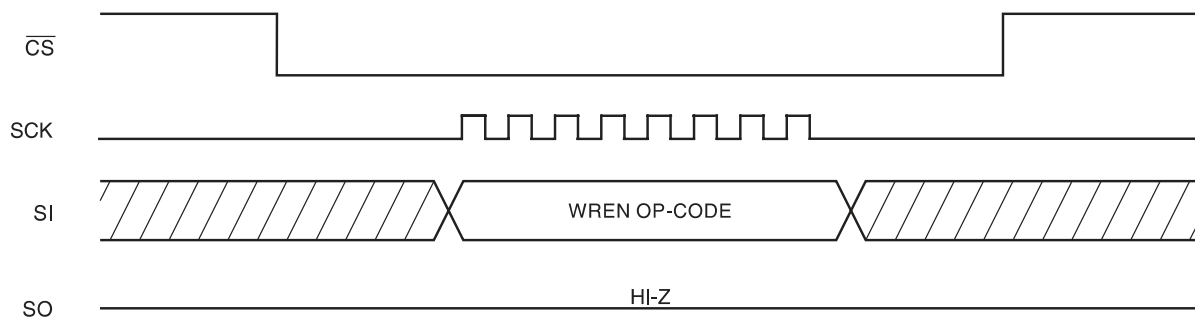 CS
SCK
SI
WREN OP-CODE
SO
HI-Z